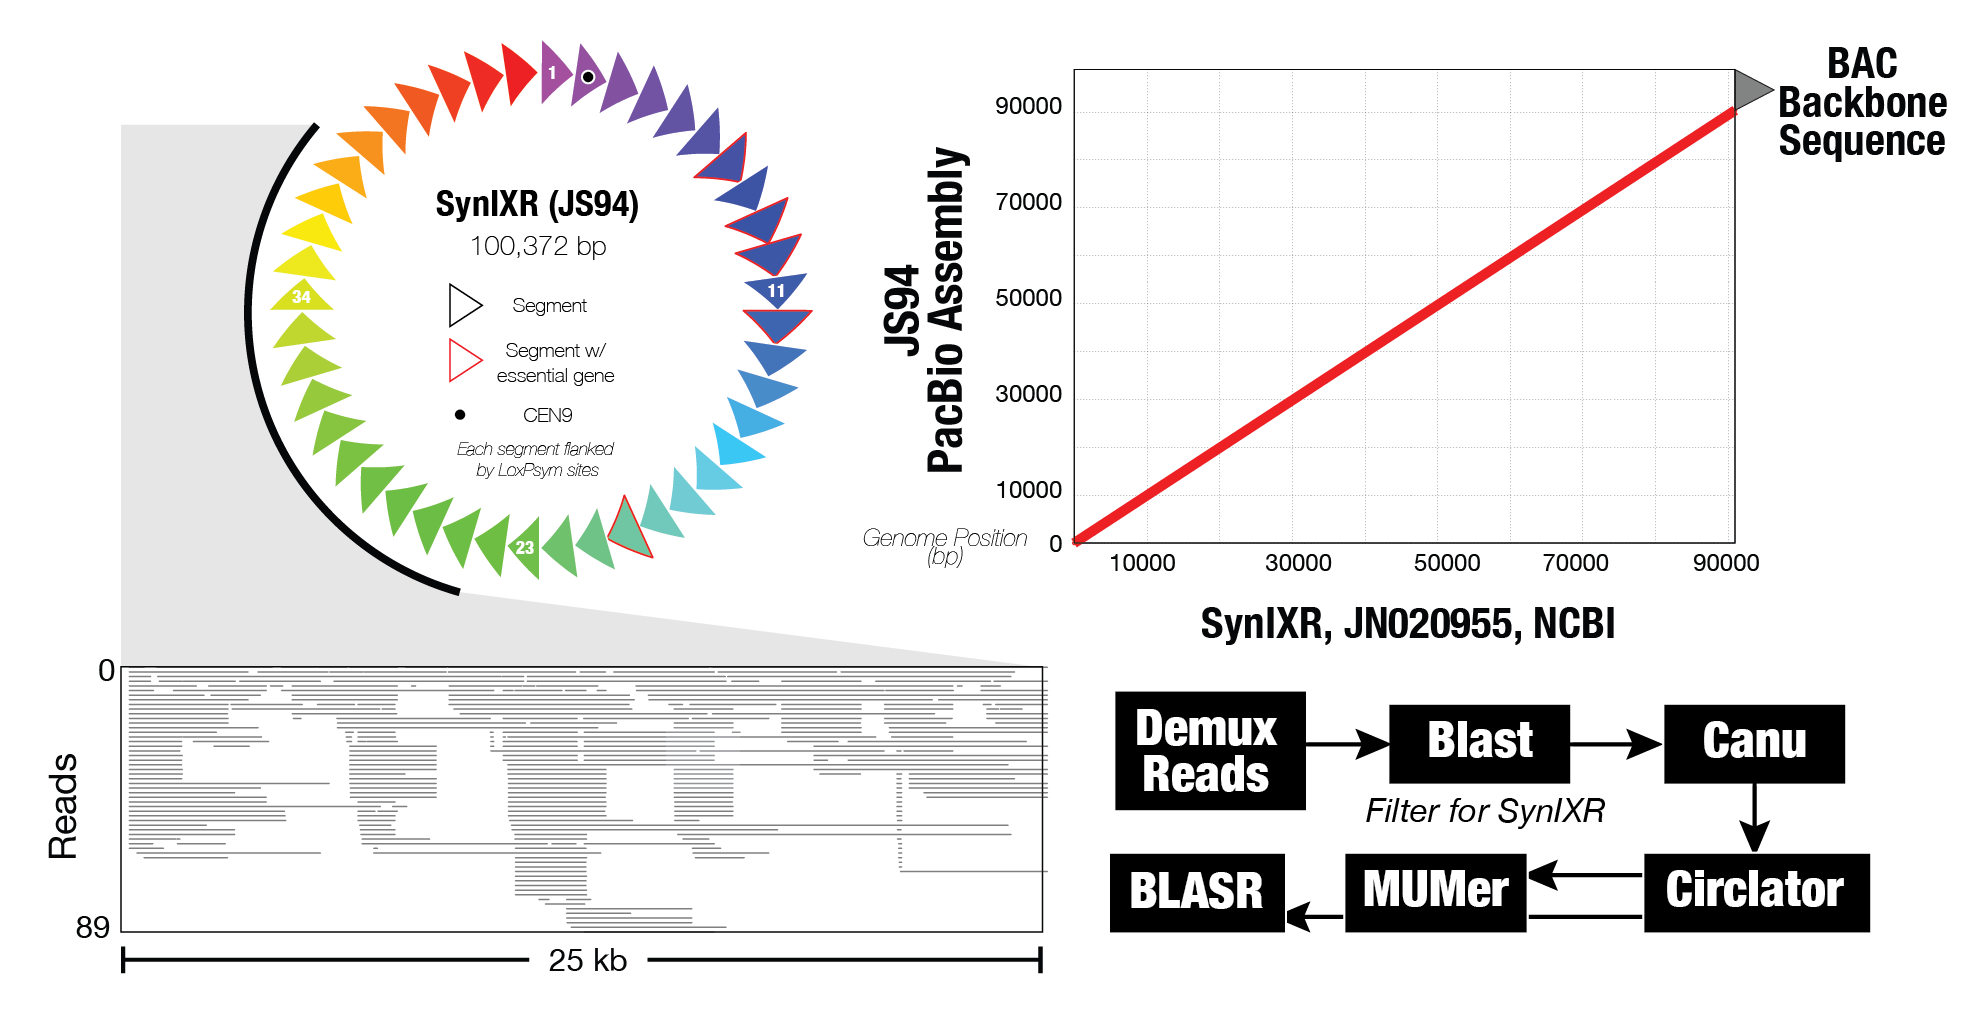 1
11
23
34
SynIXR (JS94)
100,372 bp
Segment
Segment w/
essential gene
CEN9
Each segment flanked
by LoxPsym sites
0
Reads
89
25 kb
JS94
PacBio Assembly
90000
70000
50000
30000
10000
0
Genome Position
(bp)
10000 30000 50000 70000 90000
SynIXR, JN020955, NCBI
BAC
Backbone
Sequence
Demux
Reads
Blast
Canu
Filter for SynIXR
BLASR
MUMer
Circlator